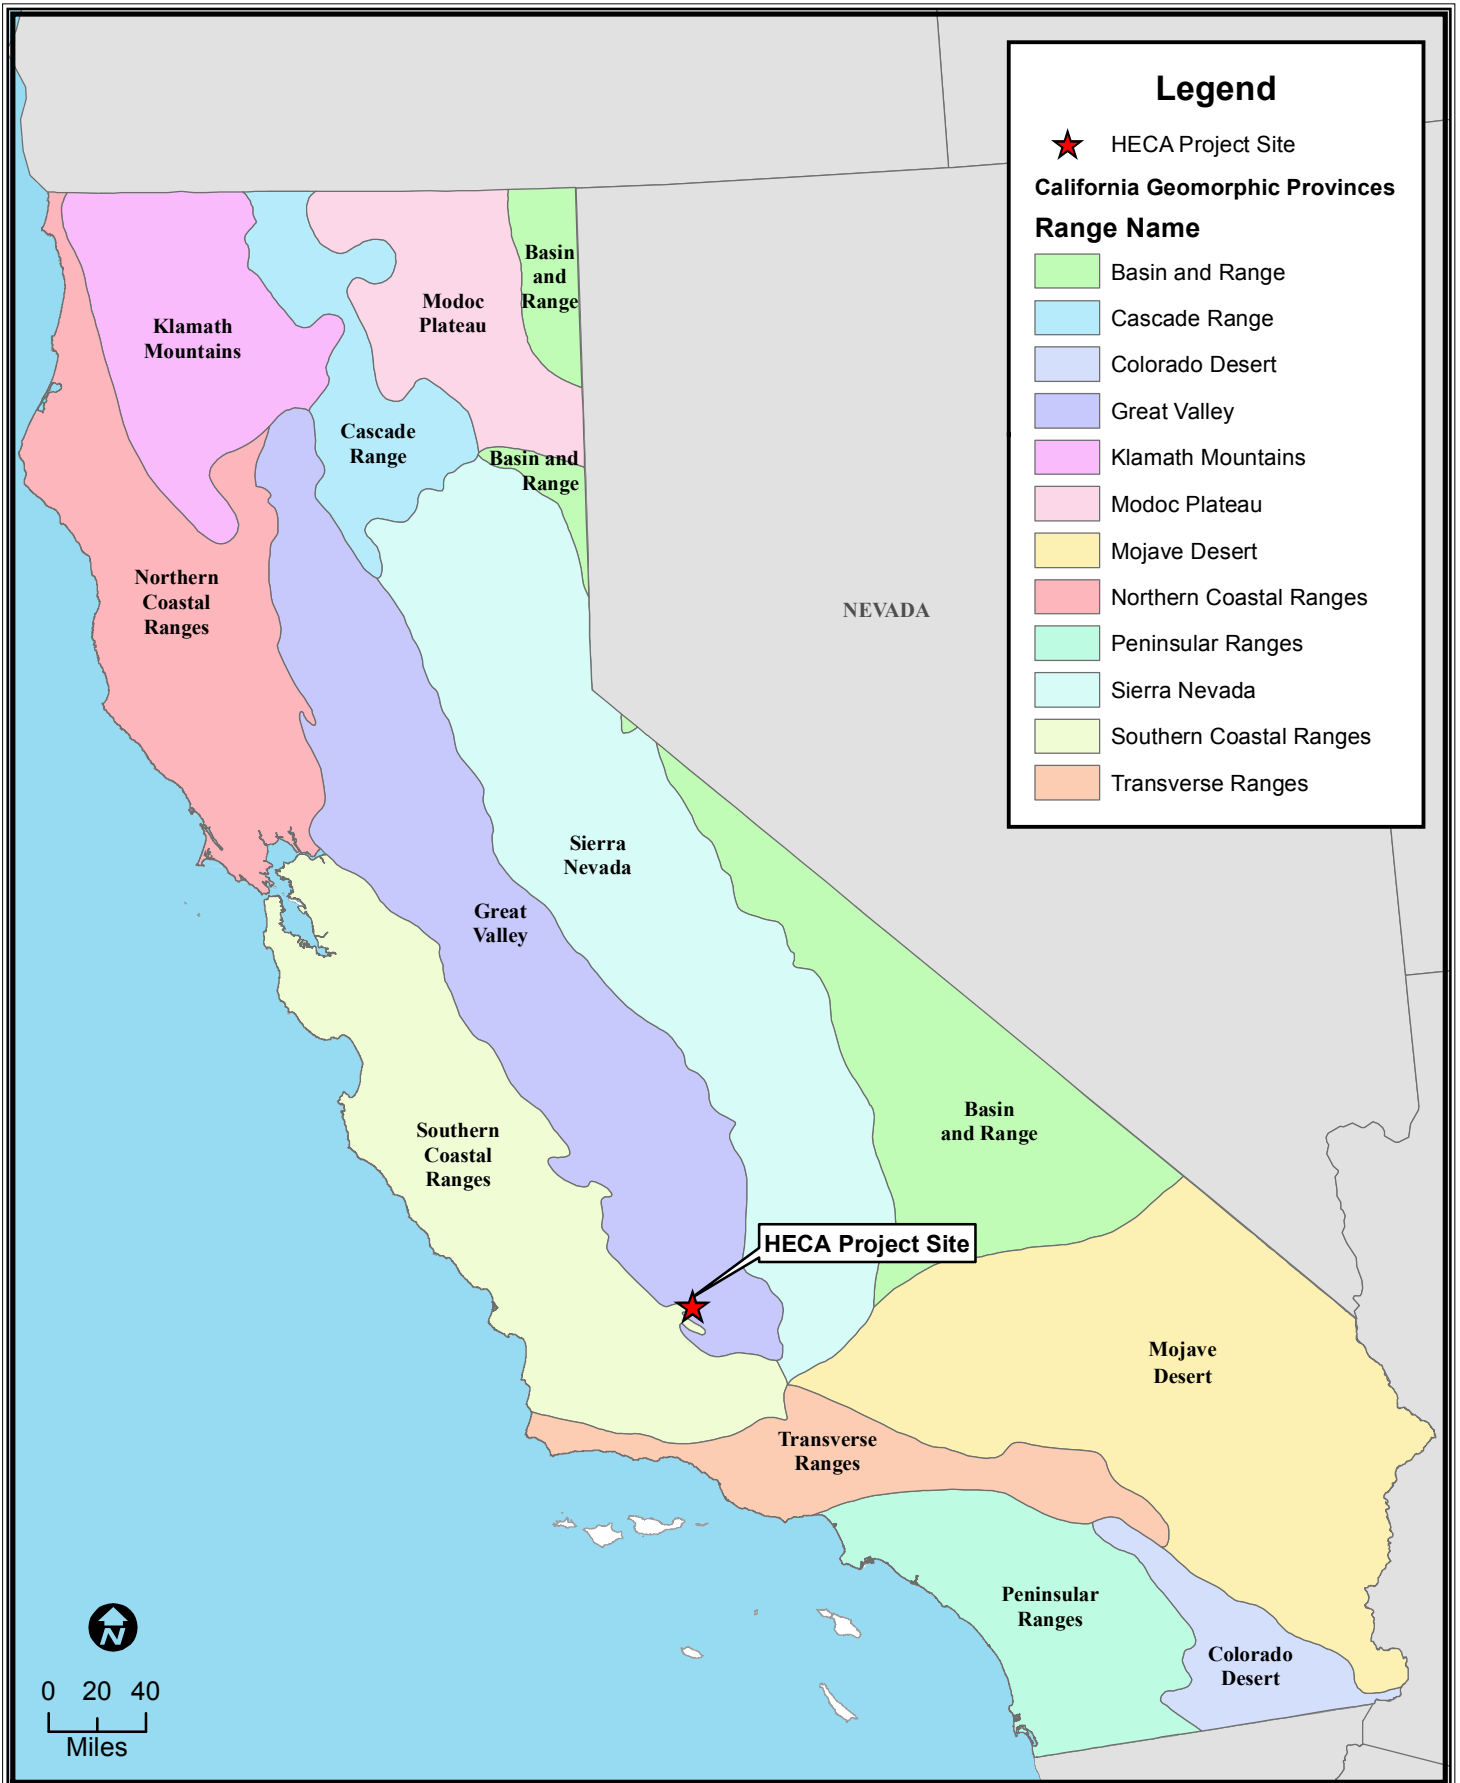 Legend
HECA Project Site
California Geomorphic Provinces
Range Name
Basin and Range
Cascade Range
Colorado Desert
Great Valley
Klamath Mountains
Modoc Plateau
Mojave Desert
Northern Coastal Ranges
Peninsular Ranges
Sierra Nevada
Southern Coastal Ranges
Transverse Ranges
Basin
and
Range
Modoc
Plateau
Klamath
Mountains
Cascade
Range
Basin and
Range
Northern
Coastal
Ranges
NEVADA
Sierra
Nevada
Great
Valley
Basin
and Range
Southern
Coastal
Ranges
HECA Project Site
Mojave
Desert
Transverse
Ranges
Peninsular
Ranges
Colorado
Desert
N
0 20 40
Miles